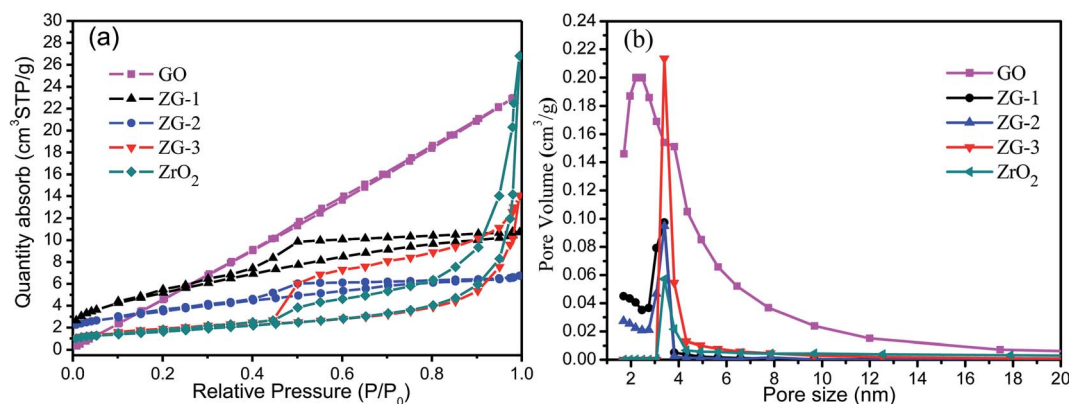 (a)
30
28
26
24
22
20
18
16
14
12
10
8
6
4
2
0
Quantity absorb (cm³STP/g)
GO
ZG-1
ZG-2
ZG-3
ZrO₂
0.0 0.2 0.4 0.6 0.8 1.0
Relative Pressure (P/P₀)
(b)
0.24
0.22
0.20
0.18
0.16
0.14
0.12
0.10
0.08
0.06
0.04
0.02
0.00
Pore Volume (cm³/g)
GO
ZG-1
ZG-2
ZG-3
ZrO₂
2 4 6 8 10 12 14 16 18 20
Pore size (nm)